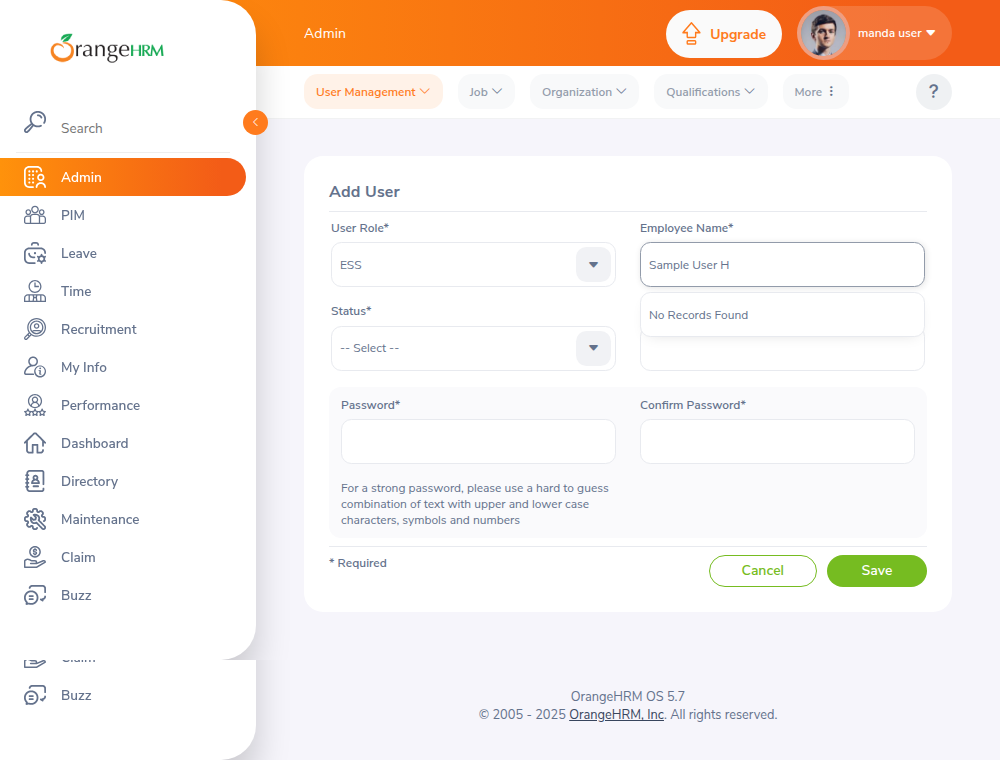 OrangeHRM
Admin
Upgrade
manda user
User Management
Job
Organization
Qualifications
More
?
Search
Admin
PIM
Leave
Time
Recruitment
My Info
Performance
Dashboard
Directory
Maintenance
Claim
Buzz
Buzz
Add User
User Role*
Employee Name*
ESS
Sample User H
No Records Found
Status*
-- Select --
Password*
Confirm Password*
For a strong password, please use a hard to guess
combination of text with upper and lower case
characters, symbols and numbers
* Required
Cancel
Save
OrangeHRM OS 5.7
© 2005 - 2025 OrangeHRM, Inc. All rights reserved.